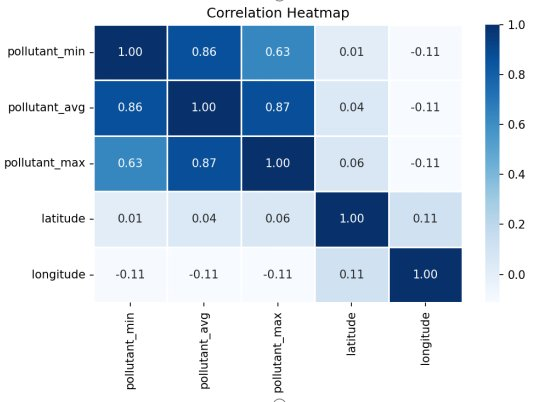 Correlation Heatmap
pollutant_min 1.00 0.86 0.63 0.01 -0.11
pollutant_avg 0.86 1.00 0.87 0.04 -0.11
pollutant_max 0.63 0.87 1.00 0.06 -0.11
latitude 0.01 0.04 0.06 1.00 0.11
longitude -0.11 -0.11 -0.11 0.11 1.00
pollutant_min pollutant_avg pollutant_max latitude longitude
1.0
0.8
0.6
0.4
0.2
0.0